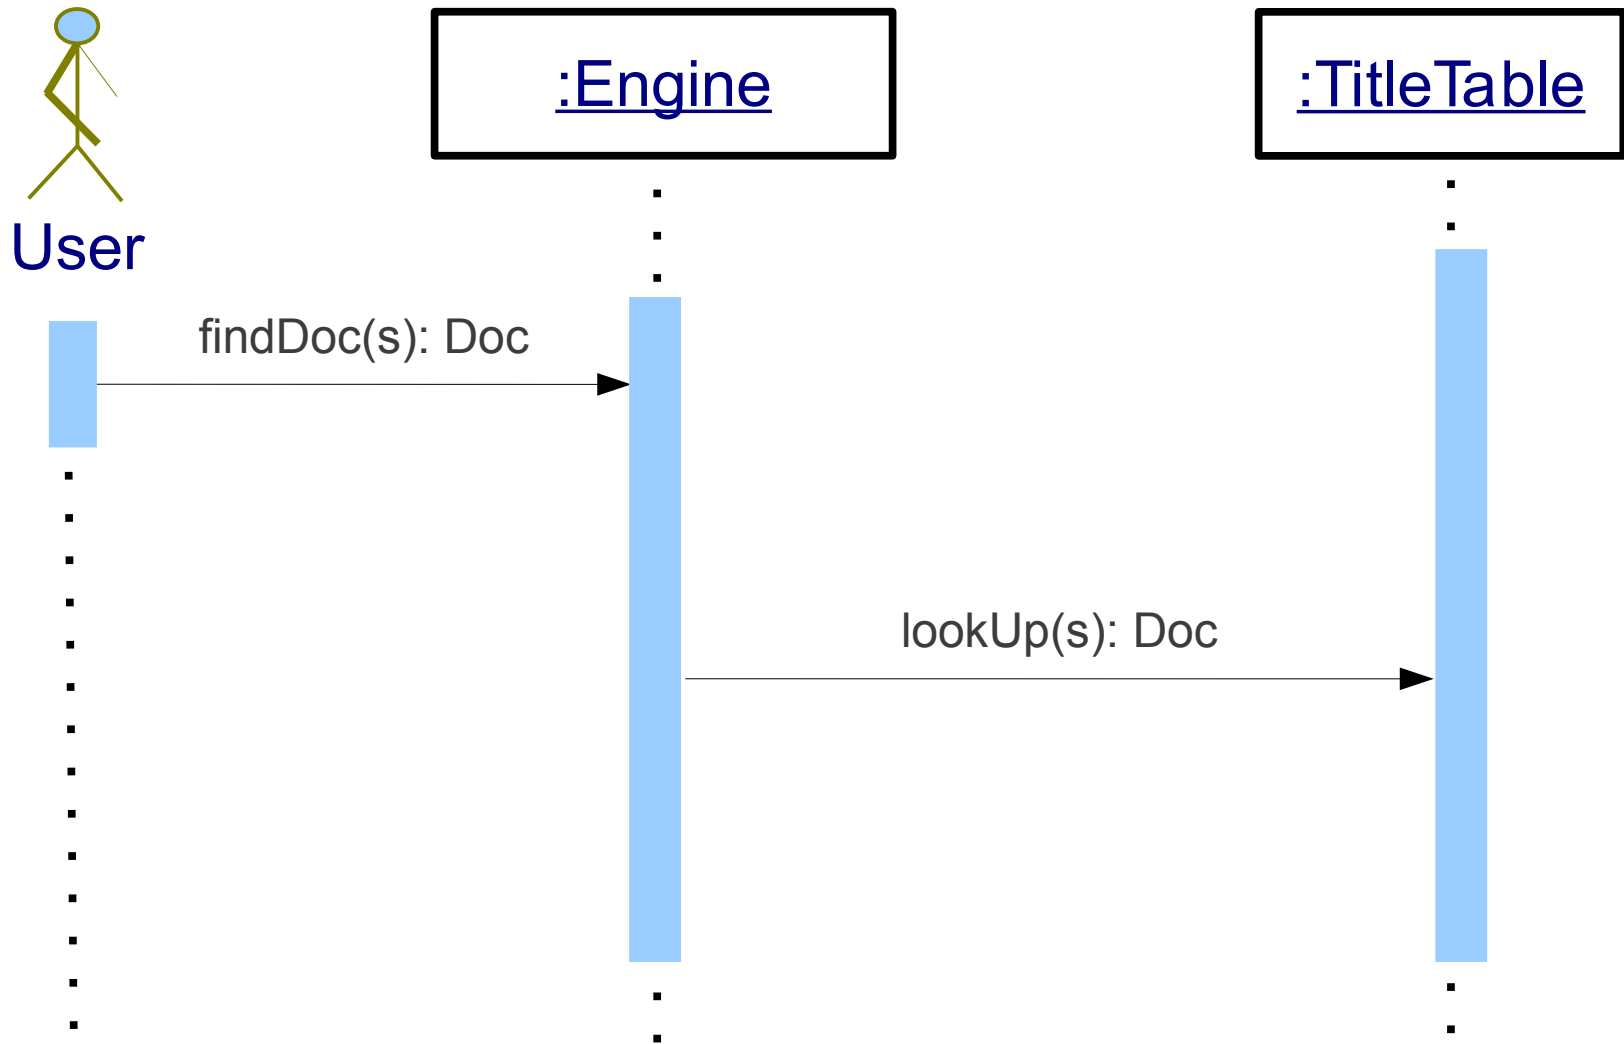 :Engine
:TitleTable
User
findDoc(s): Doc
lookUp(s): Doc